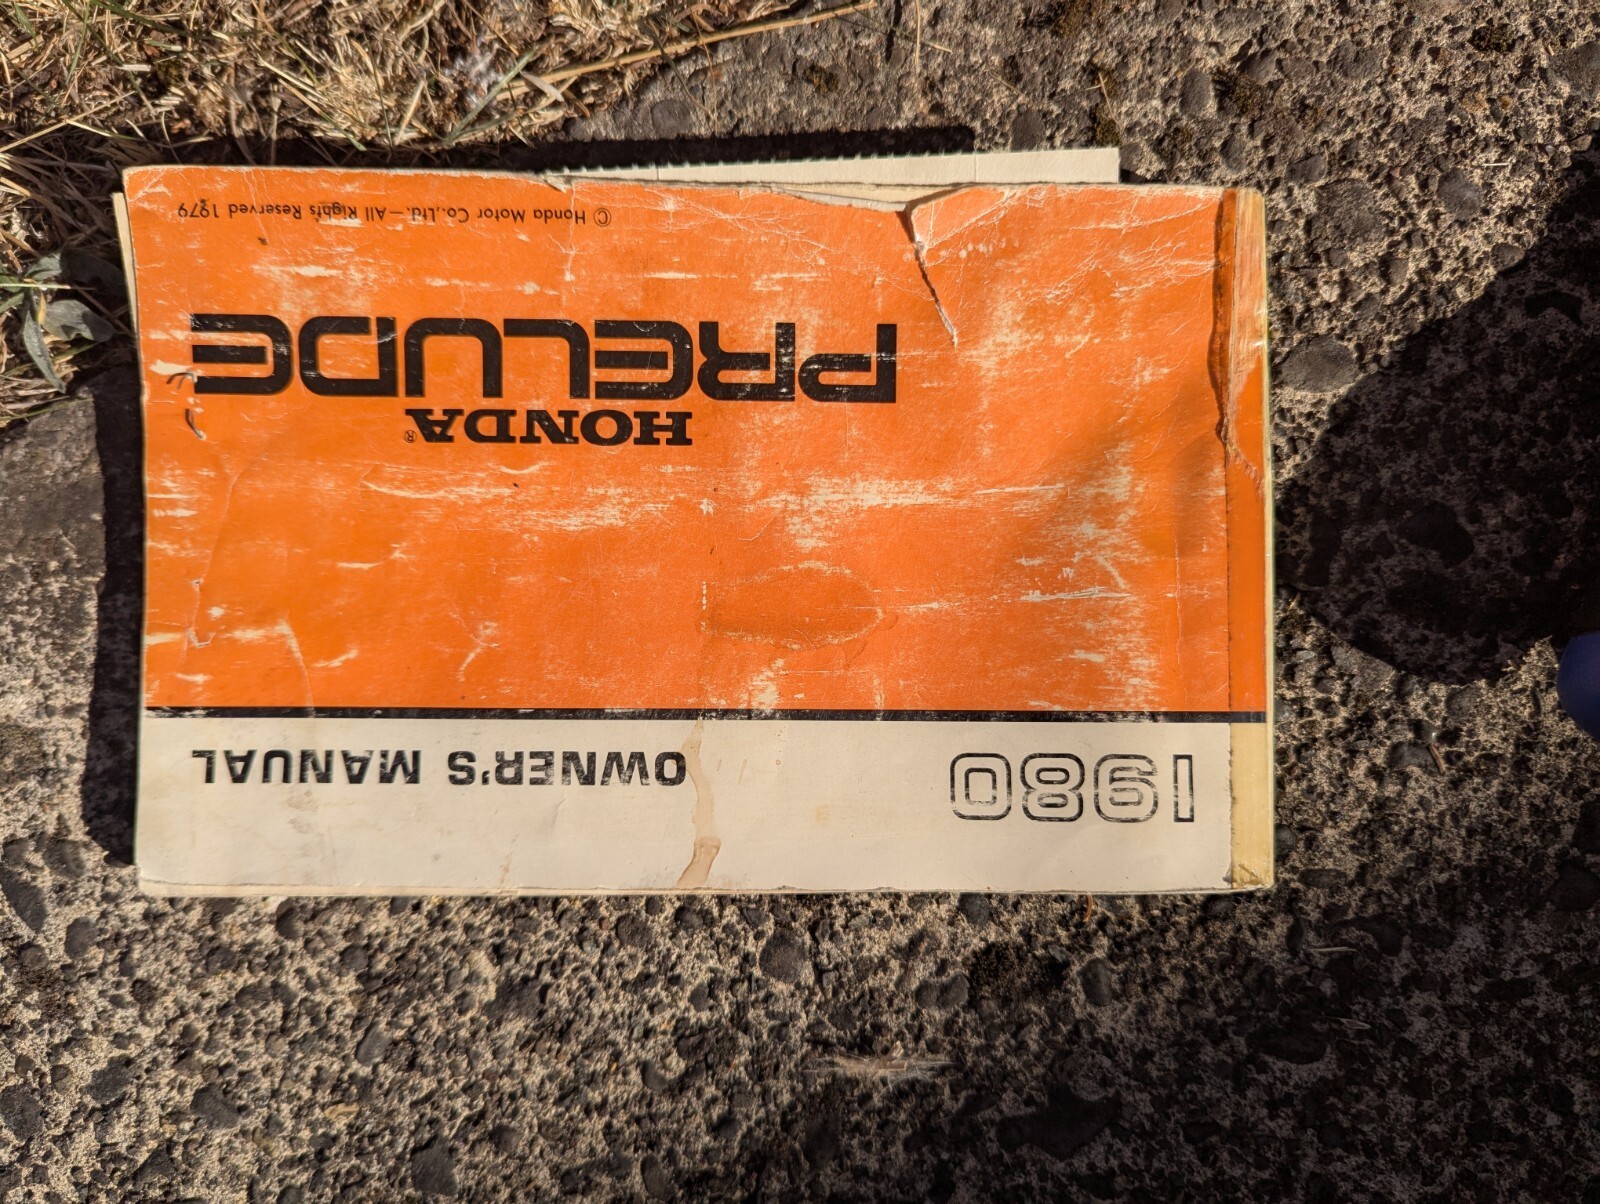 1980 OWNER'S MANUAL
HONDA®
PRELUDE
© Honda Motor Co.,Ltd.—All Rights Reserved 1979